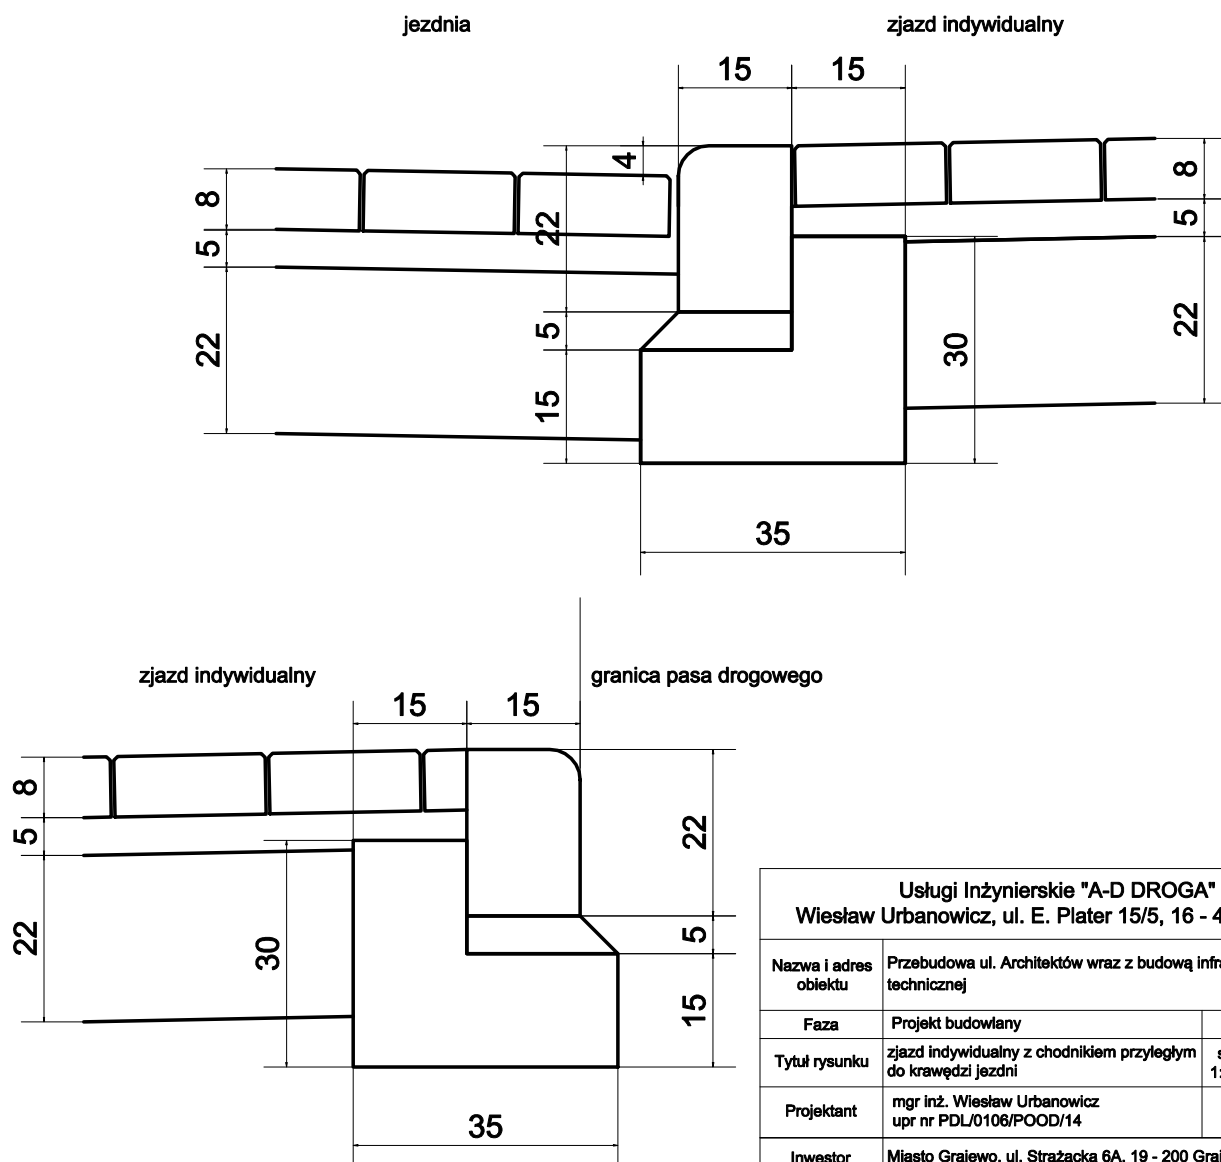 jezdnia
zjazd indywidualny
15 15
4
8
8
22
5
5
22
22
5
30
15
35
zjazd indywidualny
granica pasa drogowego
15 15
8
22
5
22
30
5
15
35
Usługi Inżynierskie "A-D DROGA"
Wiesław Urbanowicz, ul. E. Plater 15/5, 16 - 4
Nazwa i adres obiektu
Przebudowa ul. Architektów wraz z budową infra
technicznej
Faza
Projekt budowlany
Tytuł rysunku
zjazd indywidualny z chodnikiem przyległym
do krawędzi jezdni
Projektant
mgr inż. Wiesław Urbanowicz
upr nr PDL/0106/POOD/14
Inwestor
Miasto Grajewo, ul. Strażacka 6A, 19 - 200 Graj